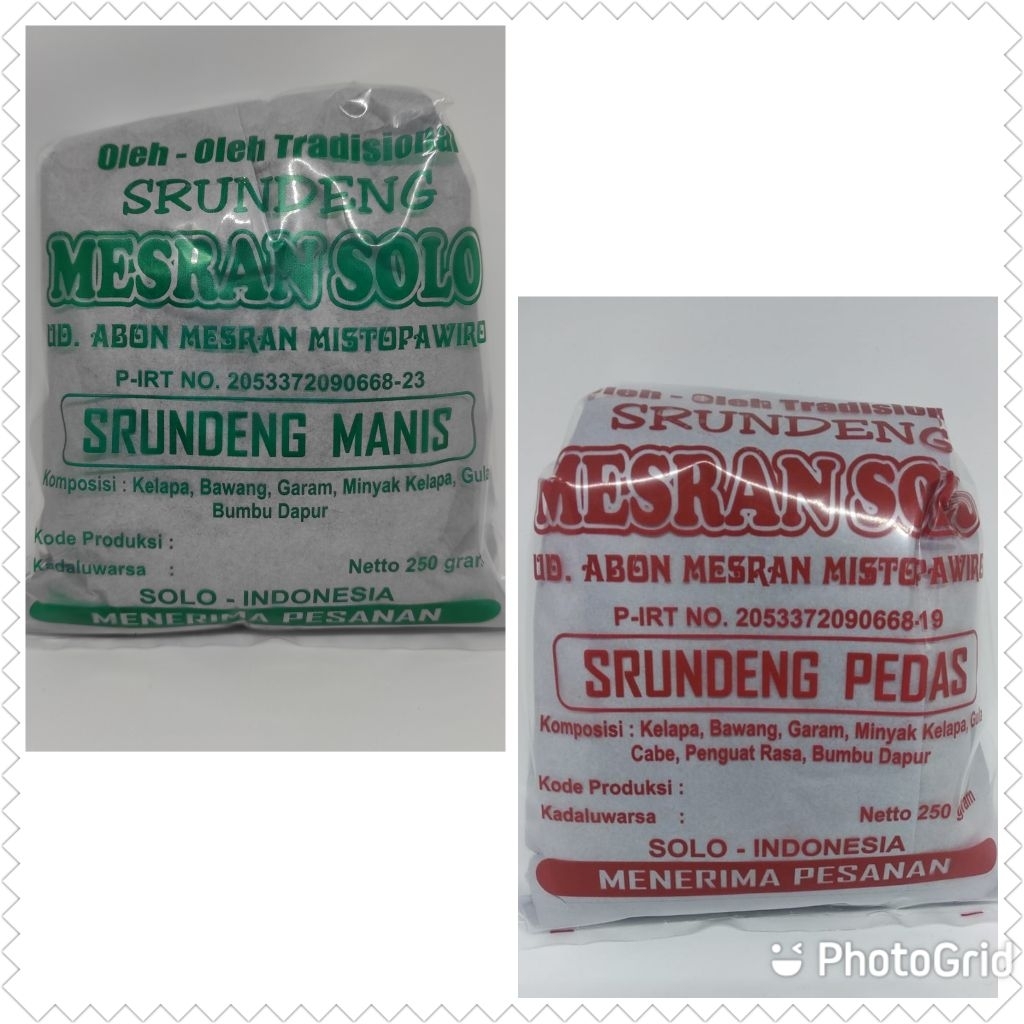 Oleh - Oleh Tradisional
SRUNDENG
MESRAN SOLO
UD. ABON MESRAN MISTOPAWIRO
P-IRT NO. 2053372090668-23
SRUNDENG MANIS
Komposisi : Kelapa, Bawang, Garam, Minyak Kelapa, Gula
Bumbu Dapur
Kode Produksi :
Kadaluwarsa :
Netto 250 gram
SOLO - INDONESIA
MENERIMA PESANAN
Oleh - Oleh Tradision
SRUNDENG
MESRAN SOLO
UD. ABON MESRAN MISTOPAWIRO
P-IRT NO. 2053372090668-19
SRUNDENG PEDAS
Komposisi : Kelapa, Bawang, Garam, Minyak Kelapa, Gula
Cabe, Penguat Rasa, Bumbu Dapur
Kode Produksi :
Kadaluwarsa :
Netto 250 gram
SOLO - INDONESIA
MENERIMA PESANAN
PhotoGrid